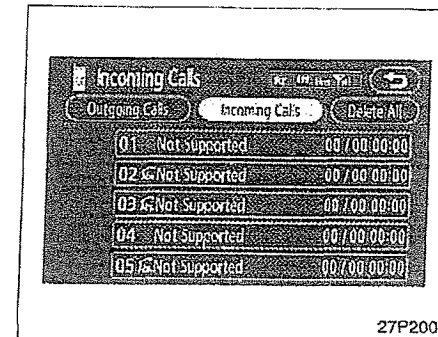 Incoming Calls
Outgoing Calls Incoming Calls Delete All
01 Not Supported 00/00 00:00
02 Not Supported 00/00 00:00
03 Not Supported 00/00 00:00
04 Not Supported 00/00 00:00
05 Not Supported 00/00 00:00
27P200